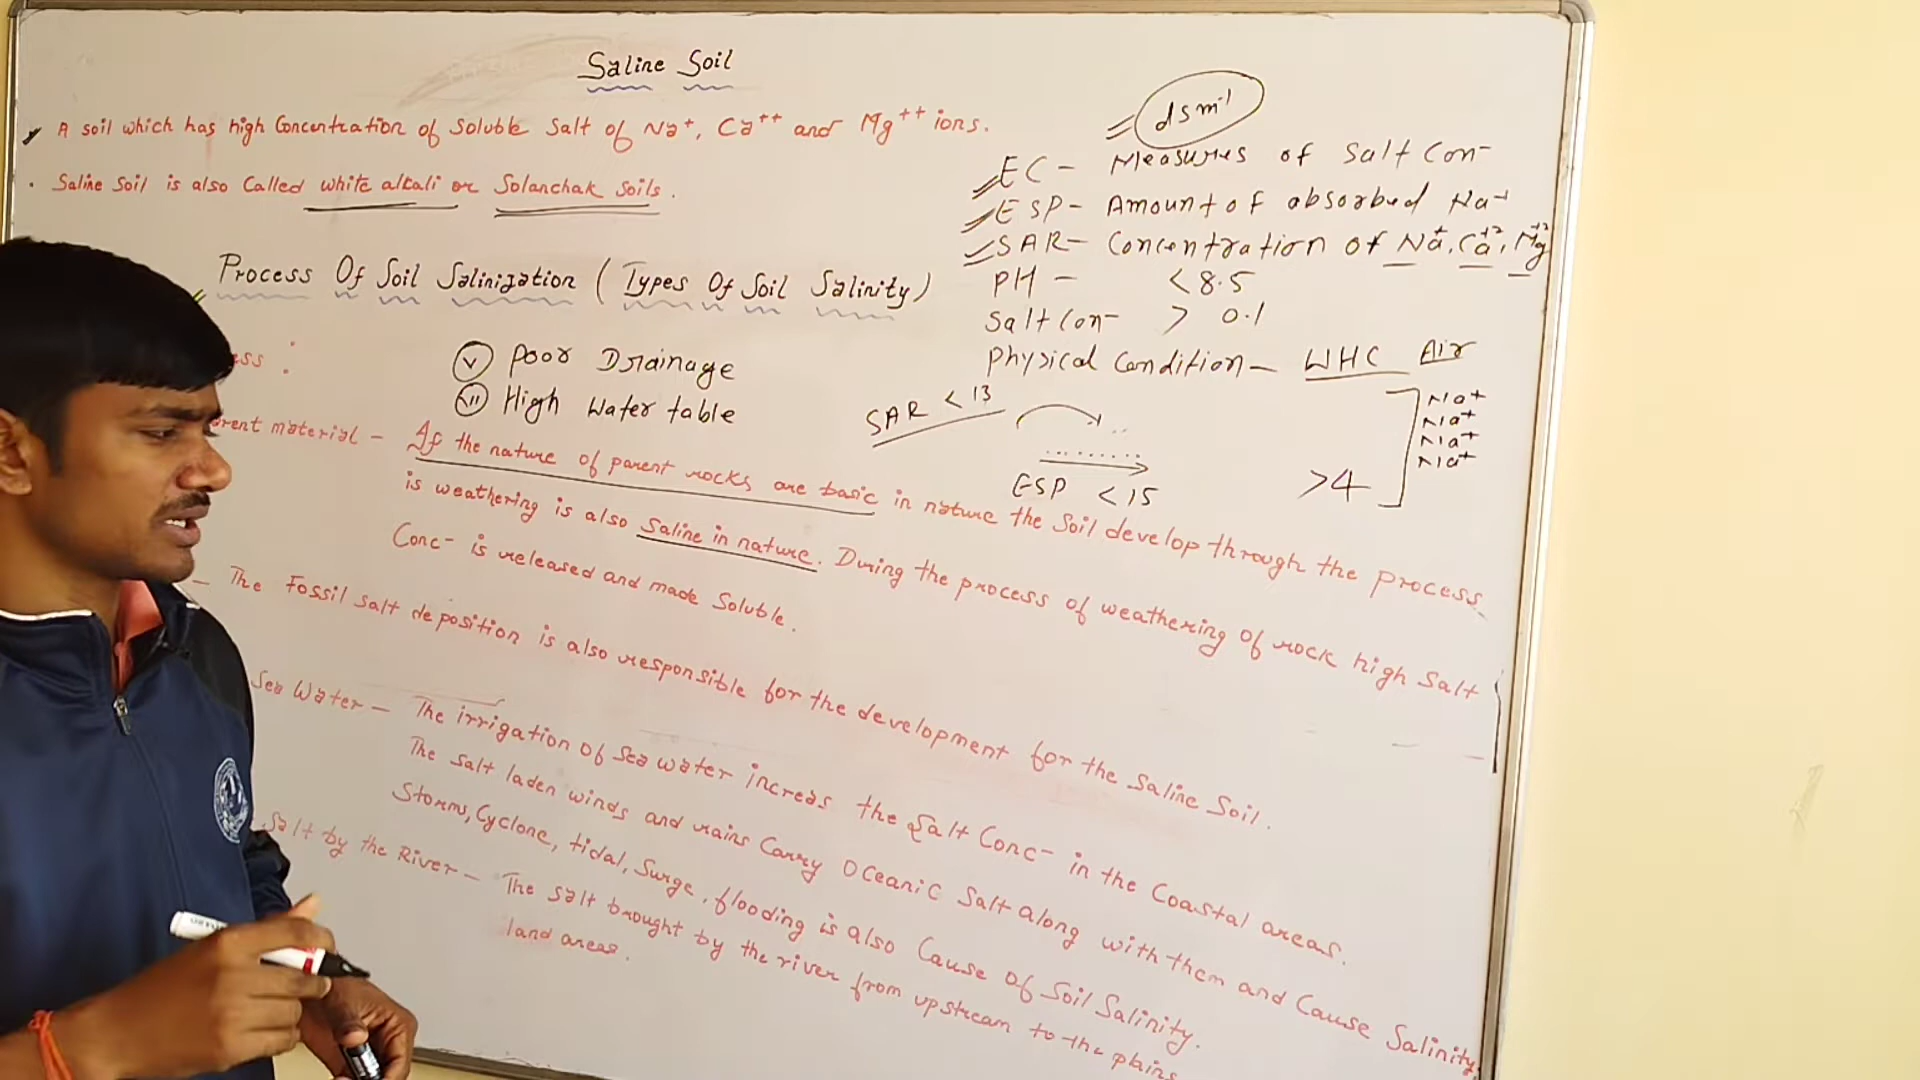 Saline Soil
A soil which has high Concentration of Soluble Salt of Na+, Ca++ and Mg++ ions.
. Saline Soil is also Called white alkali or Solanchak Soils.
dsm-1
EC - Measures of Salt Con-
ESP - Amount of absorbed Na+
SAR - Concentration of Na+, Ca+2, Mg+2
PH - < 8.5
Salt Con- > 0.1
Physical Condition - WHC Air
Process Of Soil Salinization (Types Of Soil Salinity)
ess :
(v) Poor Drainage
High Water table
SAR < 13
ESP < 15
>4
Na+
Na+
Na+
Na+
arent material - If the nature of parent rocks are basic in nature the soil develop through the process
is weathering is also Saline in nature. During the process of weathering of rock high Salt
Conc- is released and made Soluble.
- The Fossil salt deposition is also responsible for the development for the Saline Soil.
Sea Water - The irrigation of Sea water increas the Salt Conc- in the Coastal areas.
The Salt laden winds and rains Carry Oceanic Salt along with them and Cause Salinity
Storms, Cyclone, tidal, Surge, flooding is also Cause of Soil Salinity.
Salt by the River - The salt brought by the river from upstream to the plains
land areas.